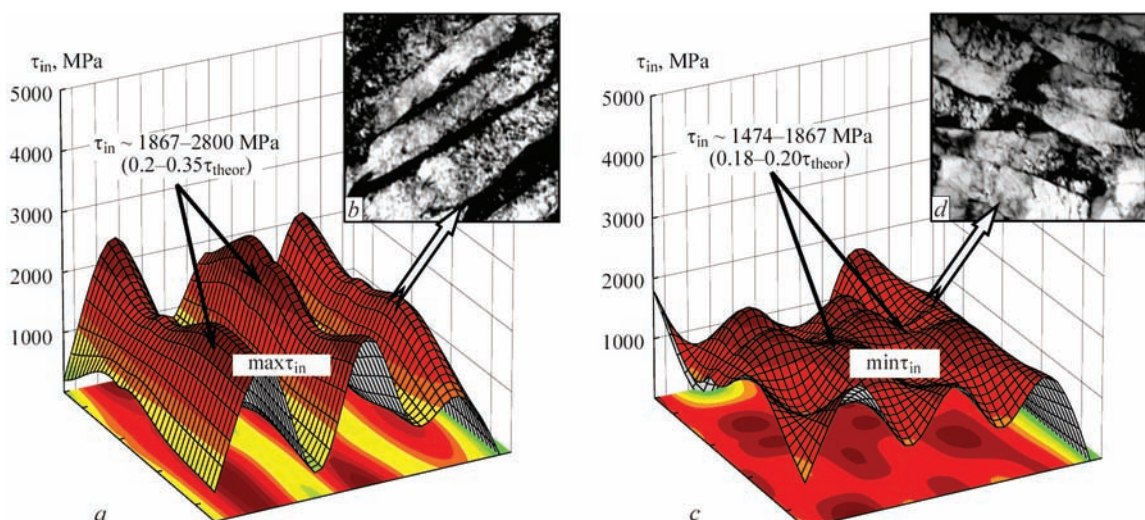 τin, MPa
5000
4000
3000
2000
1000
τin ~ 1867–2800 MPa
(0.2–0.35τtheor)
maxτin
b
a
τin, MPa
5000
4000
3000
2000
1000
τin ~ 1474–1867 MPa
(0.18–0.20τtheor)
minτin
d
c